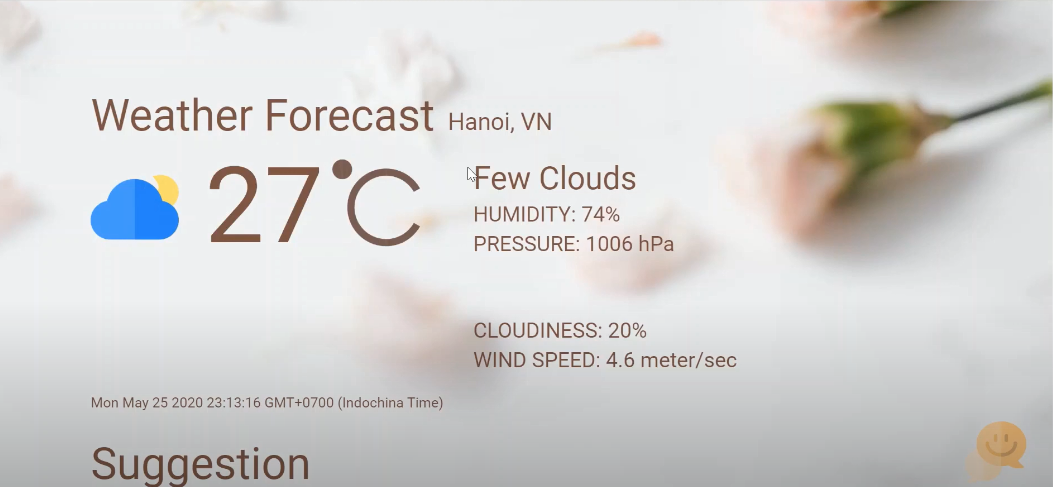 Weather Forecast Hanoi, VN
27°C
Few Clouds
HUMIDITY: 74%
PRESSURE: 1006 hPa
CLOUDINESS: 20%
WIND SPEED: 4.6 meter/sec
Mon May 25 2020 23:13:16 GMT+0700 (Indochina Time)
Suggestion